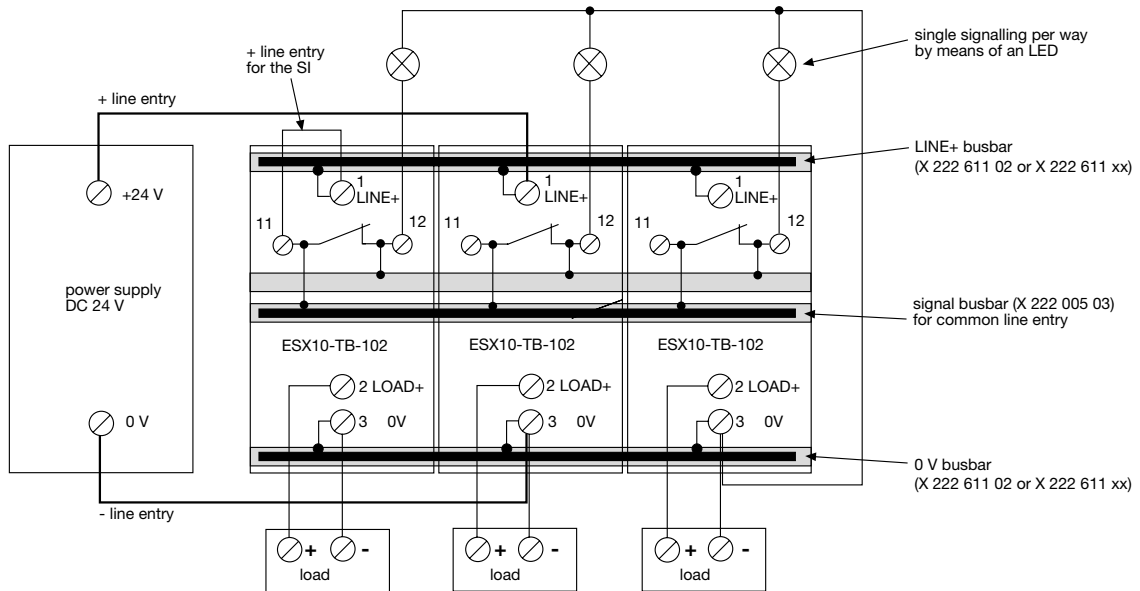 single signalling per way
by means of an LED
+ line entry
for the SI
+ line entry
LINE+ busbar
(X 222 611 02 or X 222 611 xx)
+24 V
1
LINE+
1
LINE+
1
LINE+
11
12
11
12
11
12
power supply
DC 24 V
signal busbar (X 222 005 03)
for common line entry
ESX10-TB-102
ESX10-TB-102
ESX10-TB-102
2 LOAD+
2 LOAD+
2 LOAD+
0 V
3 0V
3 0V
3 0V
0 V busbar
(X 222 611 02 or X 222 611 xx)
- line entry
+ -
load
+ -
load
+ -
load